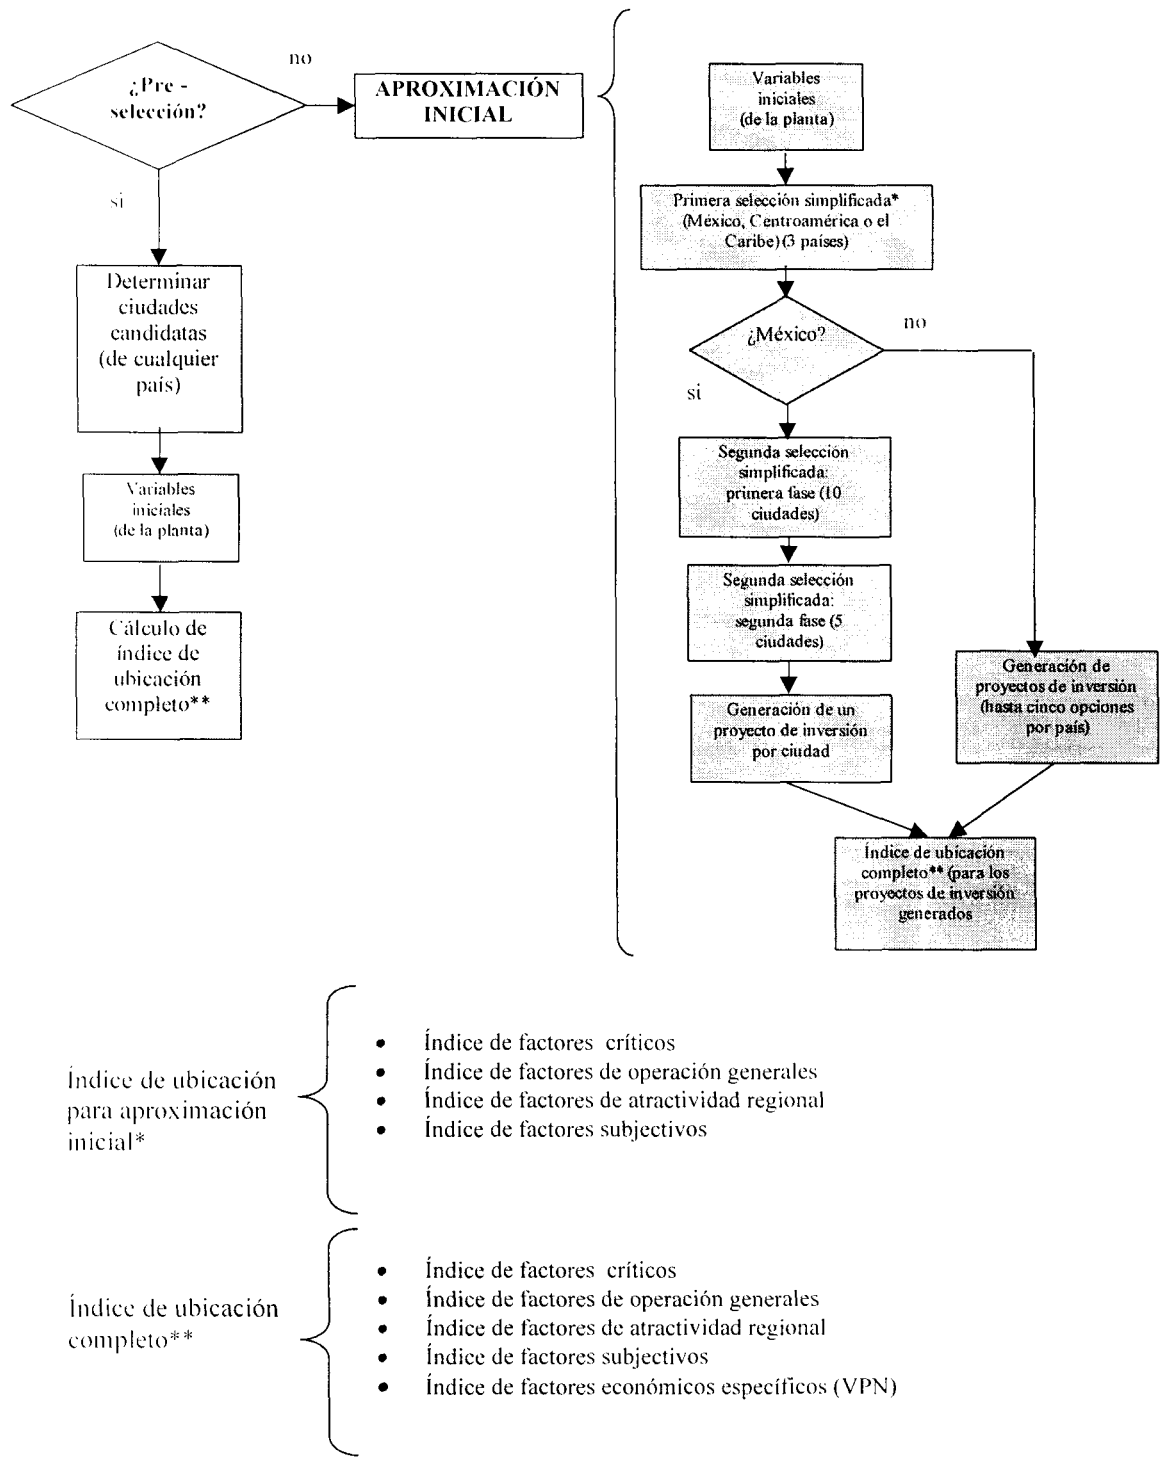 ¿Pre -
selección?
no
APROXIMACIÓN
INICIAL
si
Determinar
ciudades
candidatas
(de cualquier
país)
Variables
iniciales
(de la planta)
Cálculo de
índice de
ubicación
completo**
Variables
iniciales
(de la planta)
Primera selección simplificada*
(México, Centroamérica o el
Caribe) (3 países)
¿México?
no
si
Segunda selección
simplificada:
primera fase (10
ciudades)
Segunda selección
simplificada:
segunda fase (5
ciudades)
Generación de un
proyecto de inversión
por ciudad
Generación de
proyectos de inversión
(hasta cinco opciones
por país)
Índice de ubicación
completo** (para los
proyectos de inversión
generados
Índice de ubicación
para aproximación
inicial*
• Índice de factores críticos
• Índice de factores de operación generales
• Índice de factores de atractividad regional
• Índice de factores subjectivos
Índice de ubicación
completo**
• Índice de factores críticos
• Índice de factores de operación generales
• Índice de factores de atractividad regional
• Índice de factores subjectivos
• Índice de factores económicos específicos (VPN)